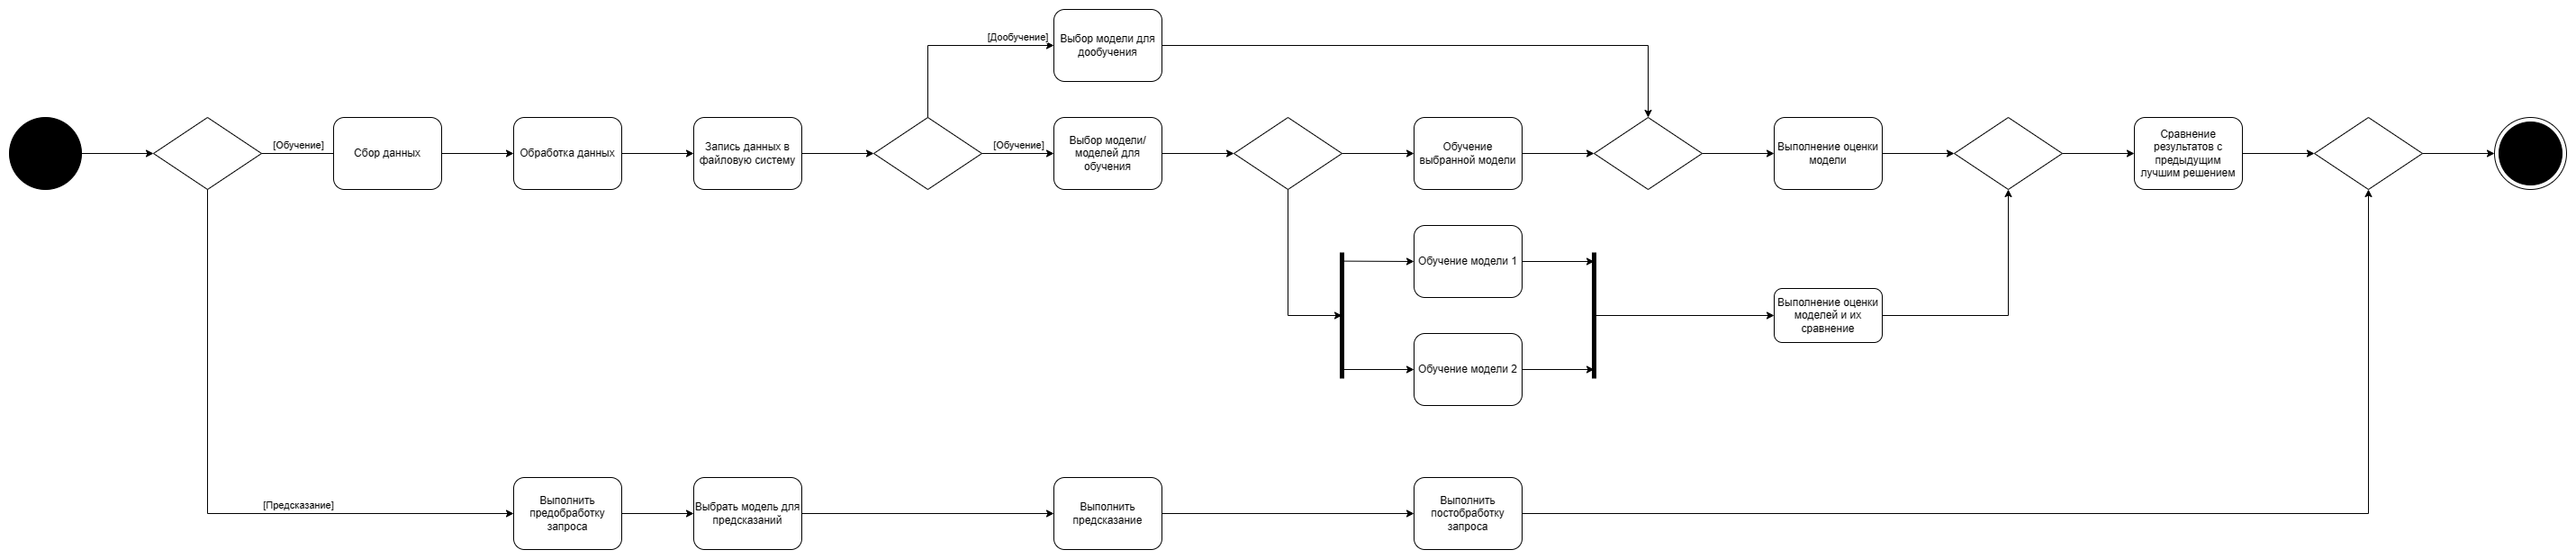 [Дообучение]
Выбор модели для
дообучения
[Обучение]
Сбор данных
Обработка данных
Запись данных в
файловую систему
[Обучение]
Выбор модели/
моделей для
обучения
Обучение
выбранной модели
Выполнение оценки
модели
Сравнение
результатов с
предыдущим
лучшим решением
Обучение модели 1
Обучение модели 2
Выполнение оценки
моделей и их
сравнение
[Предсказание]
Выполнить
предобработку
запроса
Выбрать модель для
предсказаний
Выполнить
предсказание
Выполнить
постобработку
запроса